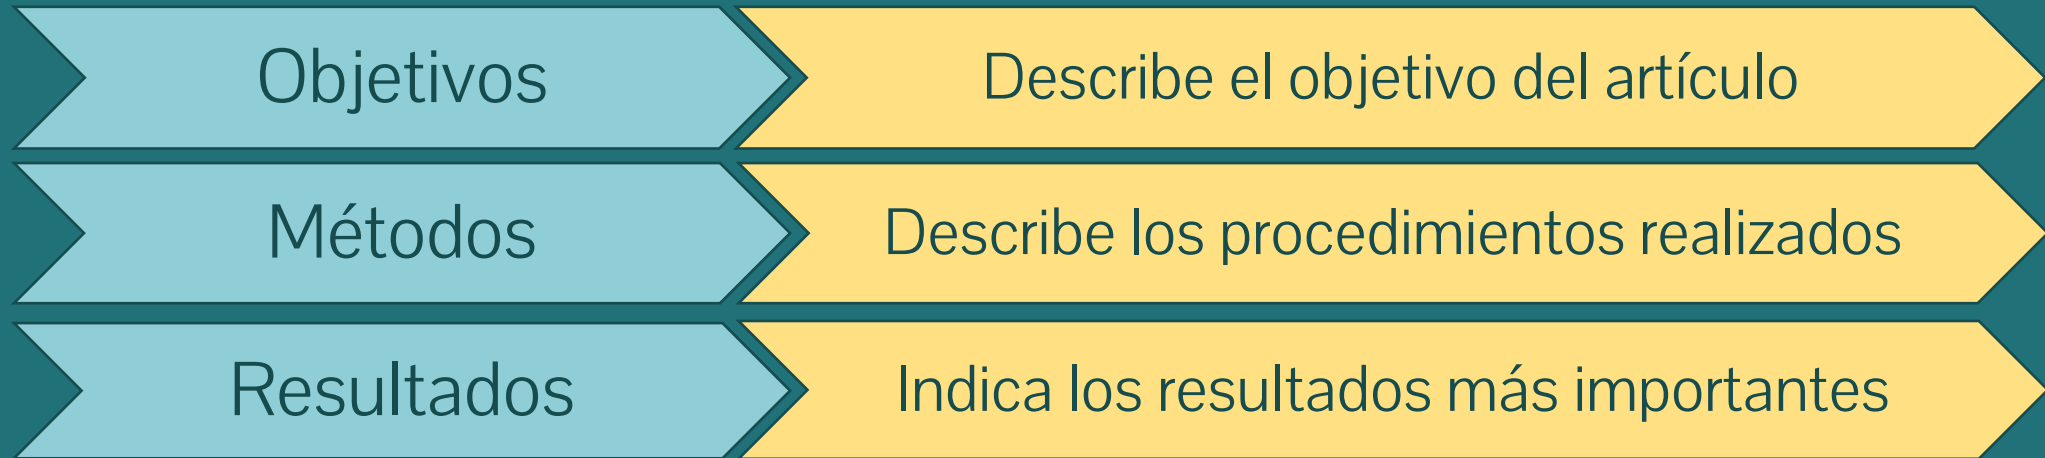 Objetivos
Describe el objetivo del artículo
Métodos
Describe los procedimientos realizados
Resultados
Indica los resultados más importantes